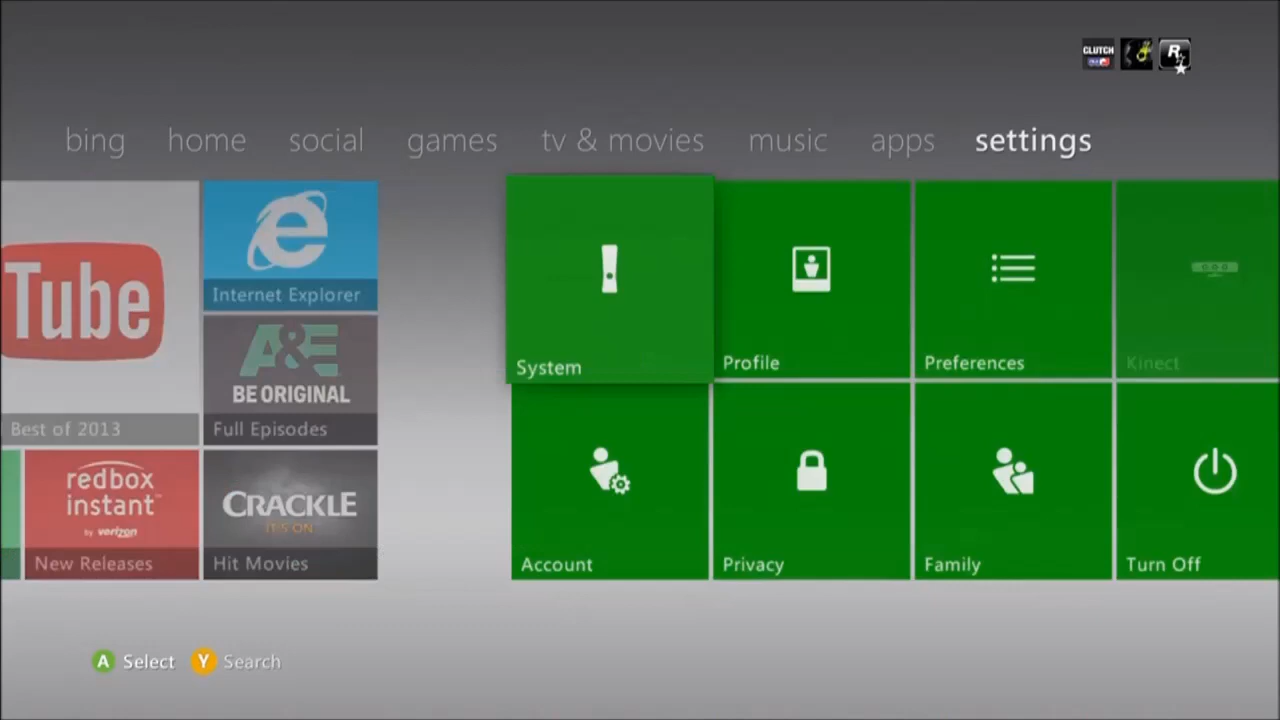 CLUTCH
R
bing home social games tv & movies music apps settings
Tube
Best of 2013
Internet Explorer
A&E
BE ORIGINAL
Full Episodes
redbox
instant™
by verizon
New Releases
CRACKLE
IT'S ON
Hit Movies
System
Profile
Preferences
Kinect
Account
Privacy
Family
Turn Off
A Select Y Search